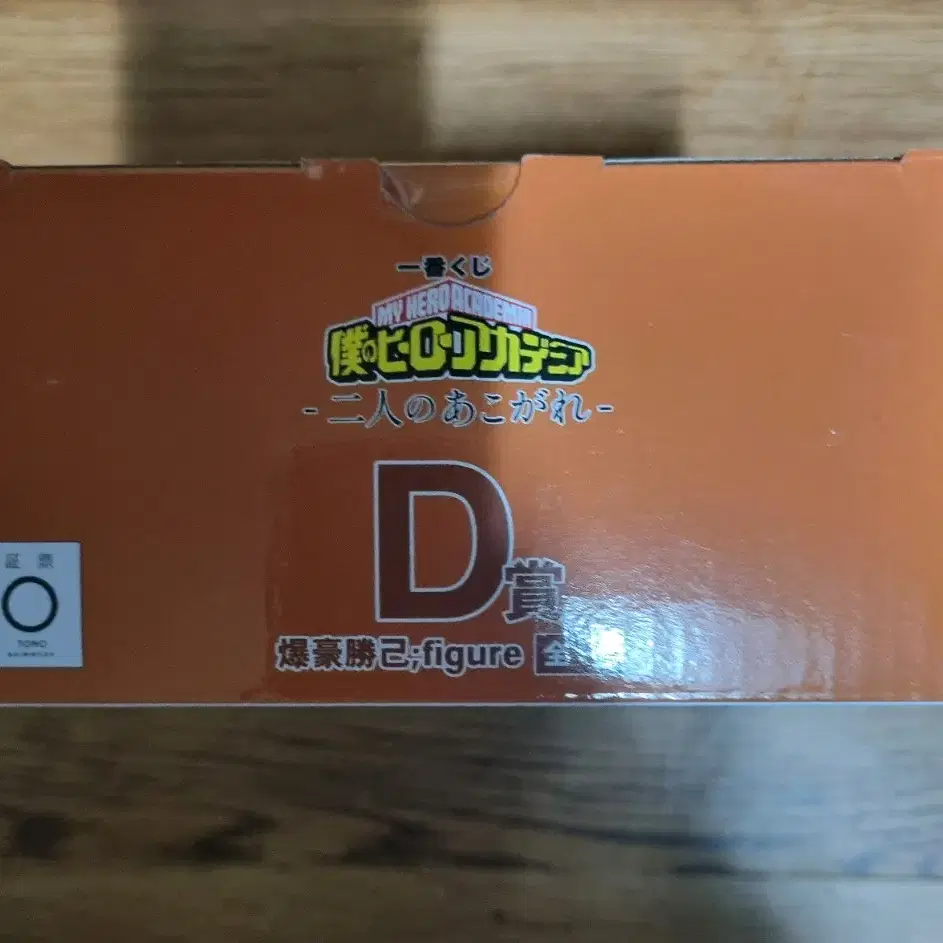 一番くじ
MY HERO ACADEMIA
僕のヒーローアカデミア
-二人のあこがれ-
D賞
爆豪勝己;figure 全
証票
TOHO